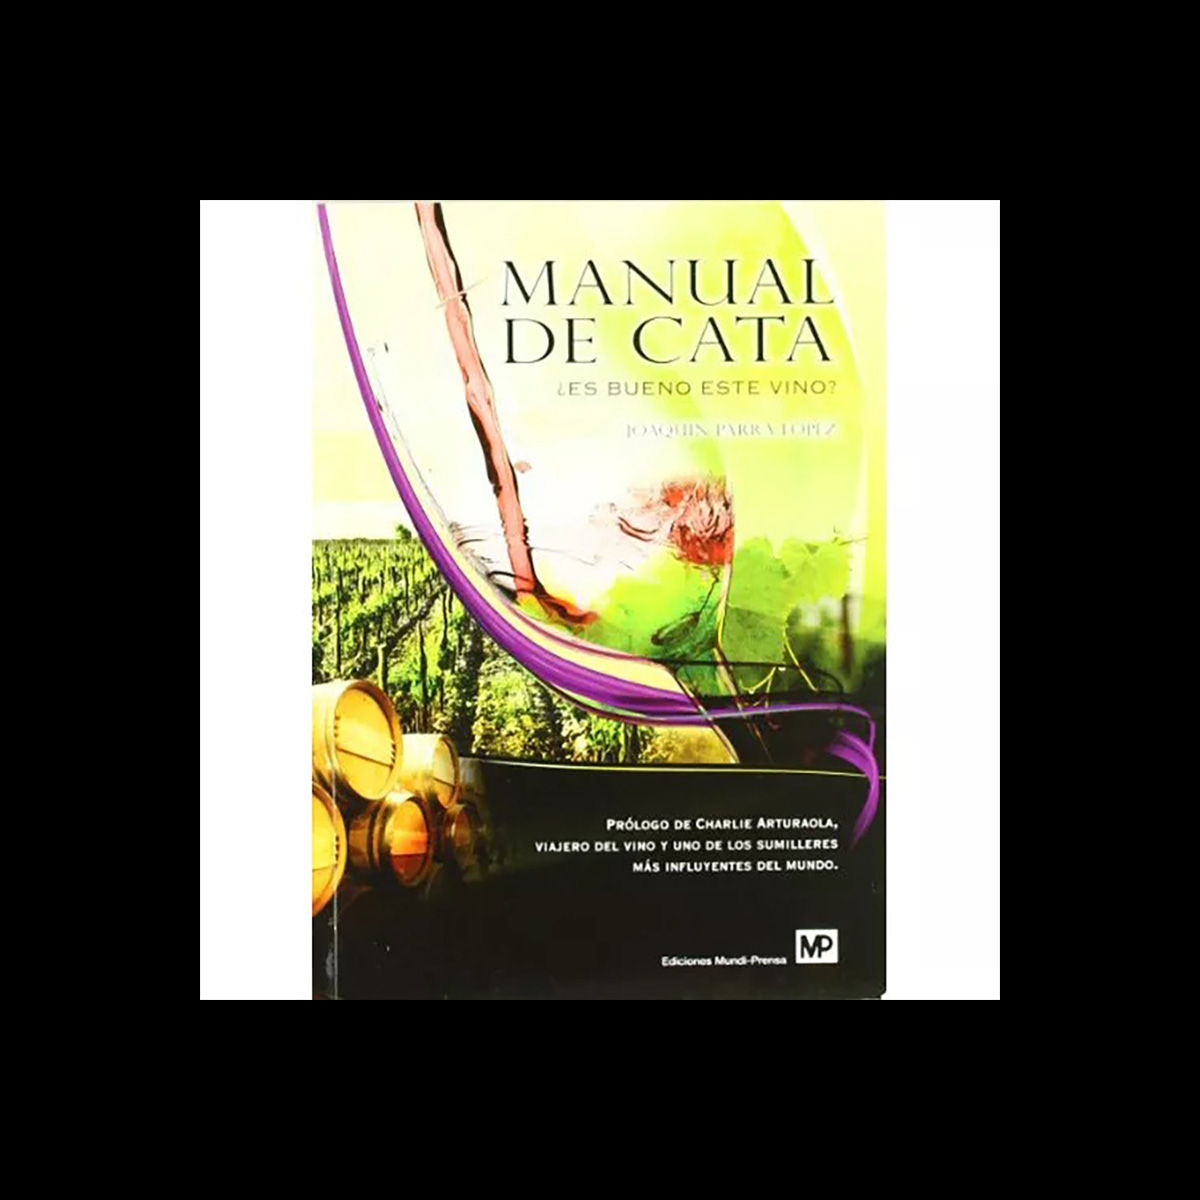 MANUAL
DE CATA
¿ES BUENO ESTE VINO?
JOAQUIN PARRA LOPEZ
PRÓLOGO DE CHARLIE ARTURAOLA,
VIAJERO DEL VINO Y UNO DE LOS SUMILLERES
MÁS INFLUYENTES DEL MUNDO.
Ediciones Mundi-Prensa MP